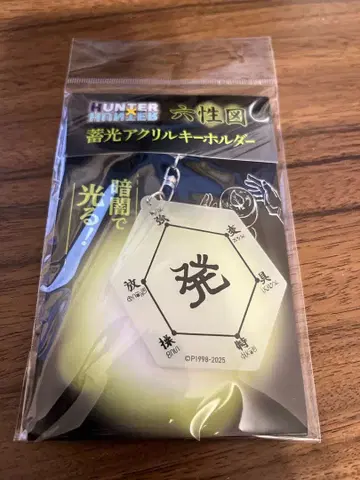 HUNTER×HUNTER
六性図
蓄光アクリルキーホルダー
暗闇で
光る!
強
変
放
発
具
操
特
©P1998-2025